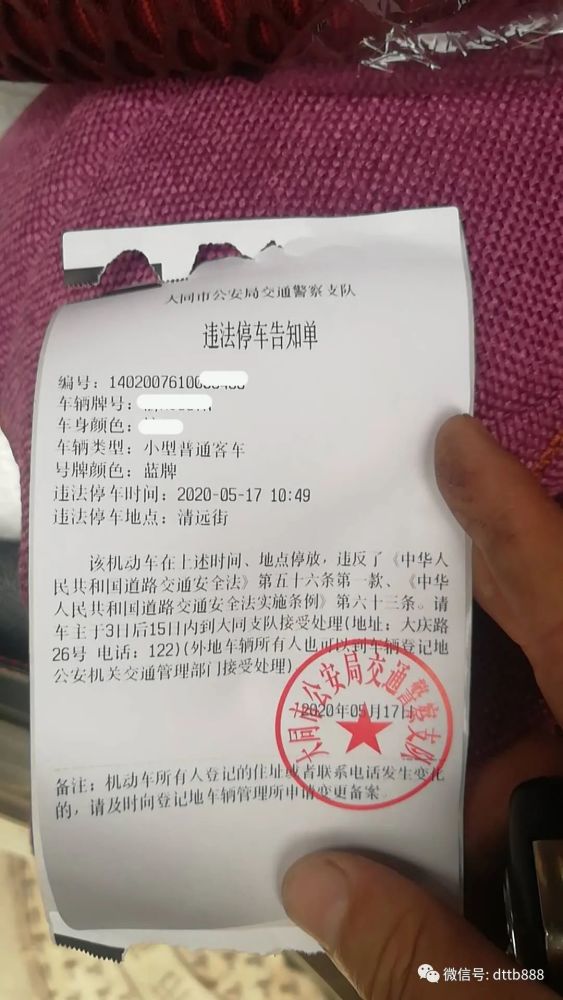 大同市公安局交通警察支队
违法停车告知单
编号：1402007610
车辆牌号：
车身颜色：
车辆类型：小型普通客车
号牌颜色：蓝牌
违法停车时间：2020-05-17 10:49
违法停车地点：清远街
该机动车在上述时间、地点停放，违反了《中华人
民共和国道路交通安全法》第五十六条第一款、《中华
人民共和国道路交通安全法实施条例》第六十三条。请
车主于3日后15日内到大同支队接受处理(地址：大庆路
26号 电话：122)(外地车辆所有人也可以到车辆登记地
公安机关交通管理部门接受处理)
2020年05月17日
大同市公安局交通警察支队
备注：机动车所有人登记的住址或者联系电话发生变化
的，请及时向登记地车辆管理所申请变更备案。
微信号: dttb888